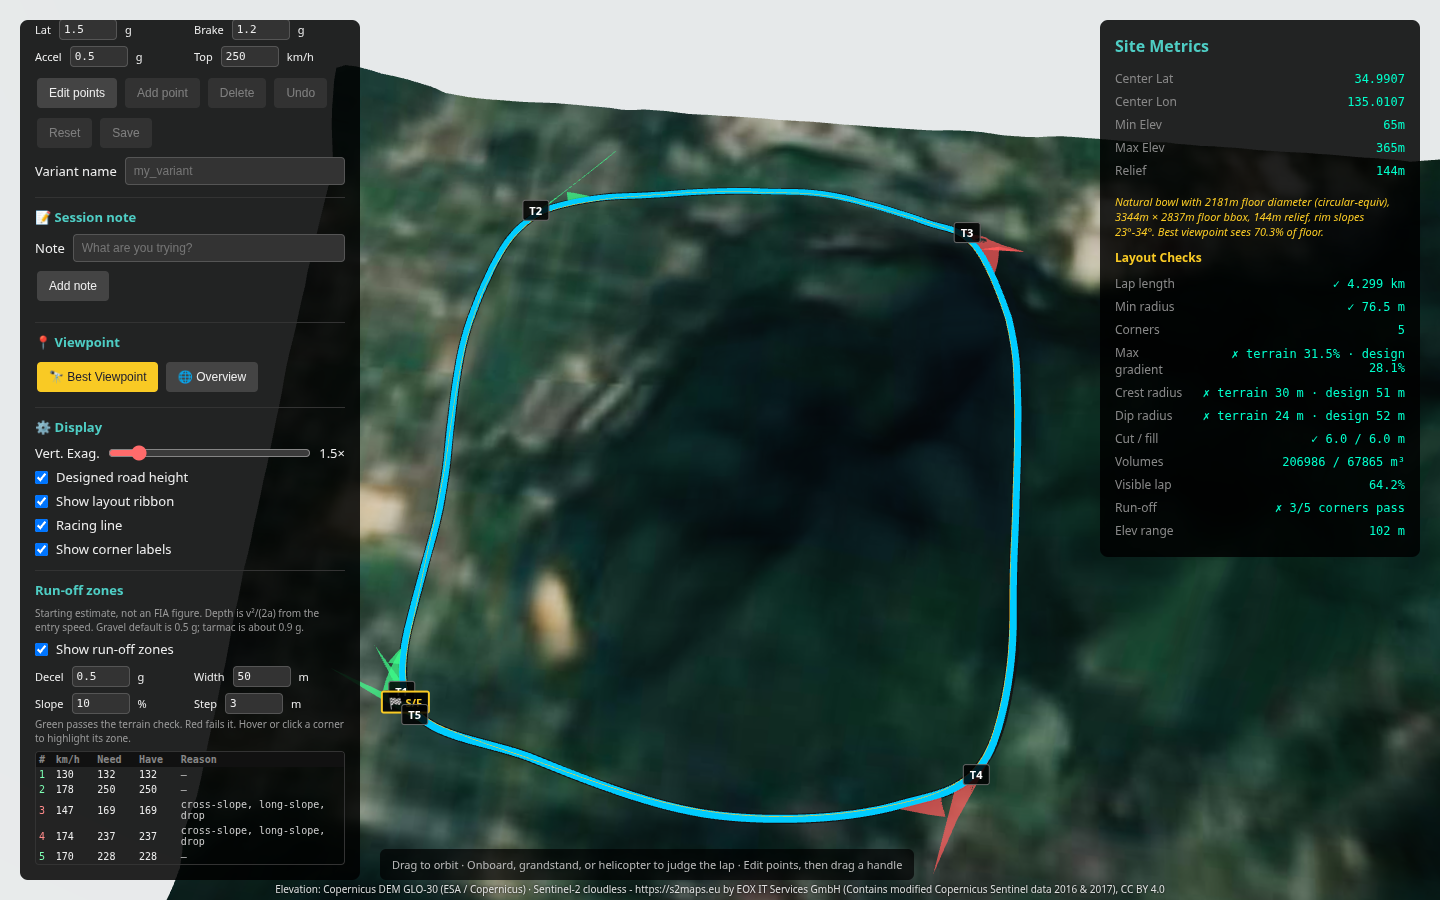 Lat 1.5 g Brake 1.2 g
Accel 0.5 g Top 250 km/h
Edit points Add point Delete Undo
Reset Save
Variant name my_variant
📝 Session note
Note What are you trying?
Add note
📍 Viewpoint
🔭 Best Viewpoint 🌐 Overview
⚙️ Display
Vert. Exag. 1.5×
Designed road height
Show layout ribbon
Racing line
Show corner labels
Run-off zones
Starting estimate, not an FIA figure. Depth is v²/(2a) from the
entry speed. Gravel default is 0.5 g; tarmac is about 0.9 g.
Show run-off zones
Decel 0.5 g Width 50 m
Slope 10 % Step 3 m
Green passes the terrain check. Red fails it. Hover or click a corner
to highlight its zone.
# km/h Need Have Reason
1 130 132 132 —
2 178 250 250 —
3 147 169 169 cross-slope, long-slope,
drop
4 174 237 237 cross-slope, long-slope,
drop
5 170 228 228 —
T2
T3
T1
🏁 S/F
T5
T4
Drag to orbit · Onboard, grandstand, or helicopter to judge the lap · Edit points, then drag a handle
Elevation: Copernicus DEM GLO-30 (ESA / Copernicus) · Sentinel-2 cloudless - https://s2maps.eu by EOX IT Services GmbH (Contains modified Copernicus Sentinel data 2016 & 2017), CC BY 4.0
Site Metrics
Center Lat 34.9907
Center Lon 135.0107
Min Elev 65m
Max Elev 365m
Relief 144m
Natural bowl with 2181m floor diameter (circular-equiv),
3344m × 2837m floor bbox, 144m relief, rim slopes
23°-34°. Best viewpoint sees 70.3% of floor.
Layout Checks
Lap length ✓ 4.299 km
Min radius ✓ 76.5 m
Corners 5
Max gradient ✗ terrain 31.5% · design
28.1%
Crest radius ✗ terrain 30 m · design 51 m
Dip radius ✗ terrain 24 m · design 52 m
Cut / fill ✓ 6.0 / 6.0 m
Volumes 206986 / 67865 m³
Visible lap 64.2%
Run-off ✗ 3/5 corners pass
Elev range 102 m